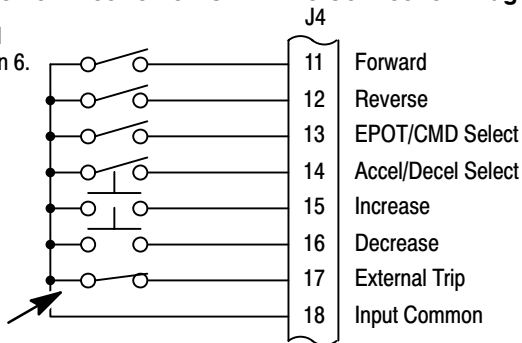 J4
n 6.
11 Forward
12 Reverse
13 EPOT/CMD Select
14 Accel/Decel Select
15 Increase
16 Decrease
17 External Trip
18 Input Common